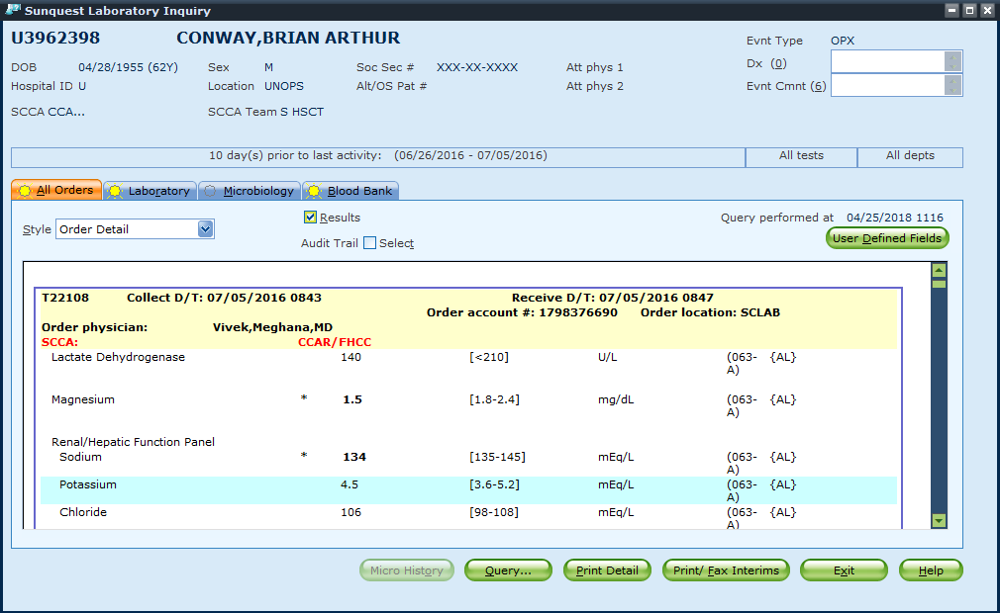 Sunquest Laboratory Inquiry
U3962398 CONWAY,BRIAN ARTHUR
Evnt Type OPX
DOB 04/28/1955 (62Y) Sex M Soc Sec # XXX-XX-XXXX Att phys 1 Dx (0)
Hospital ID U Location UNOPS Alt/OS Pat # Att phys 2 Evnt Cmnt (6)
SCCA CCA... SCCA Team S HSCT
10 day(s) prior to last activity: (06/26/2016 - 07/05/2016) All tests All depts
All Orders Laboratory Microbiology Blood Bank
Results Query performed at 04/25/2018 1116
Style Order Detail
Audit Trail Select User Defined Fields
T22108 Collect D/T: 07/05/2016 0843 Receive D/T: 07/05/2016 0847
Order account #: 1798376690 Order location: SCLAB
Order physician: Vivek,Meghana,MD
SCCA: CCAR/FHCC
Lactate Dehydrogenase 140 [<210] U/L (063- {AL}
A)
Magnesium * 1.5 [1.8-2.4] mg/dL (063- {AL}
A)
Renal/Hepatic Function Panel
Sodium * 134 [135-145] mEq/L (063- {AL}
A)
Potassium 4.5 [3.6-5.2] mEq/L (063- {AL}
A)
Chloride 106 [98-108] mEq/L (063- {AL}
A)
Micro History Query... Print Detail Print/ Fax Interims Exit Help